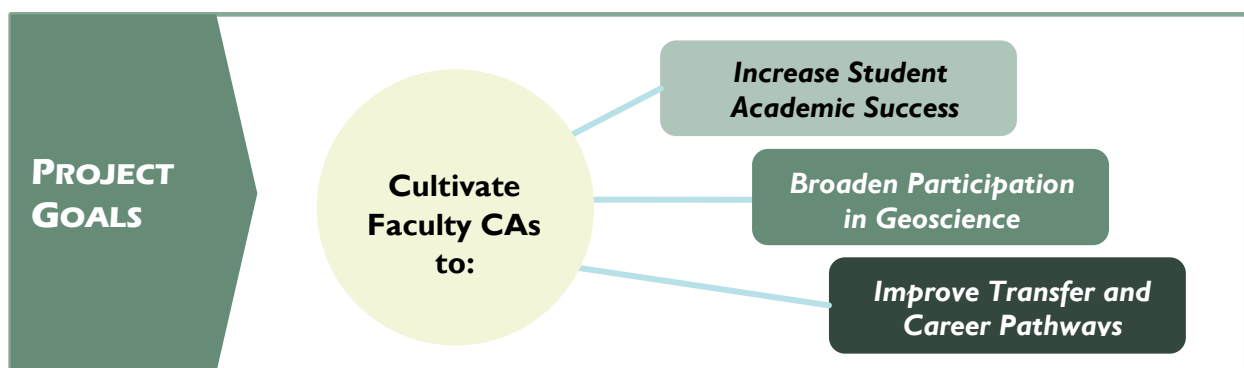 PROJECT
GOALS
Cultivate
Faculty CAs
to:
Increase Student
Academic Success
Broaden Participation
in Geoscience
Improve Transfer and
Career Pathways